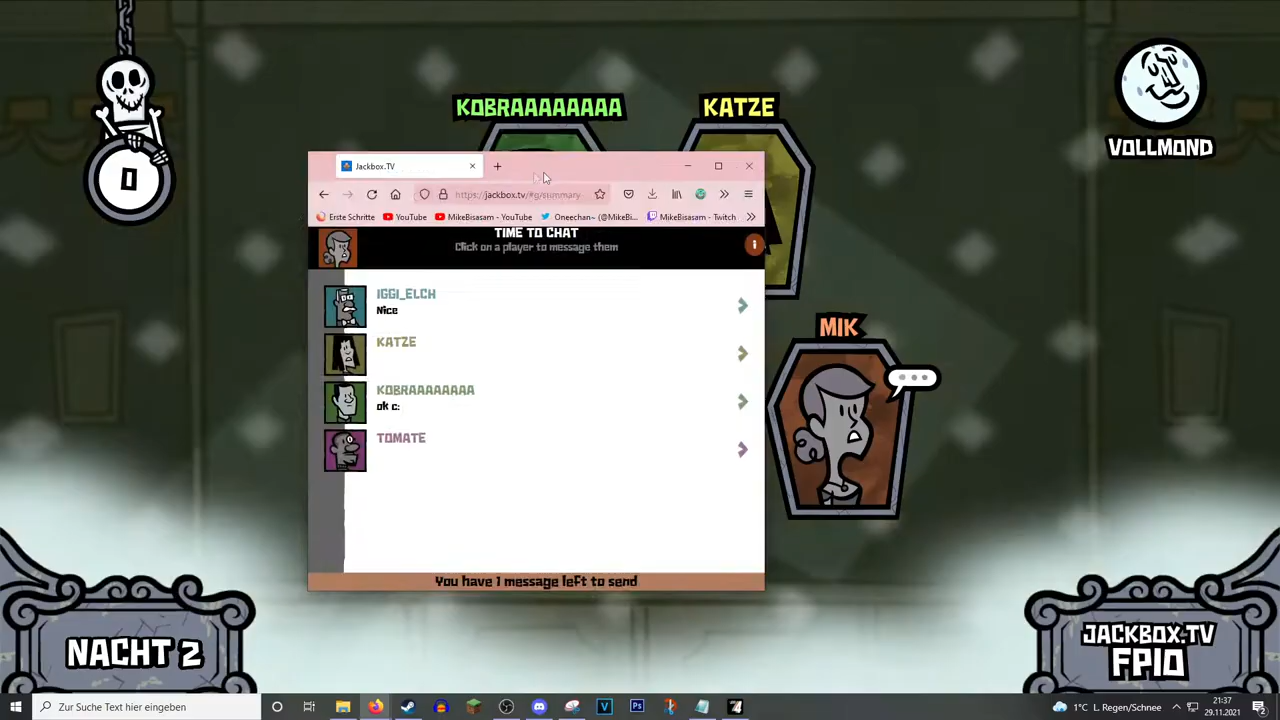 KOBRAAAAAAAA
KATZE
0
VOLLMOND
Jackbox.TV
https://jackbox.tv/#g/summary
Erste Schritte
YouTube
MikeBisasam - YouTube
Oneechan~ (@MikeBi...
MikeBisasam - Twitch
TIME TO CHAT
Click on a player to message them
IGGI_ELCH
Nice
KATZE
KOBRAAAAAAAA
ok c:
TOMATE
You have 1 message left to send
MIK
NACHT 2
JACKBOX.TV
FPIO
Zur Suche Text hier eingeben
1°C L. Regen/Schnee
21:37
29.11.2021
2